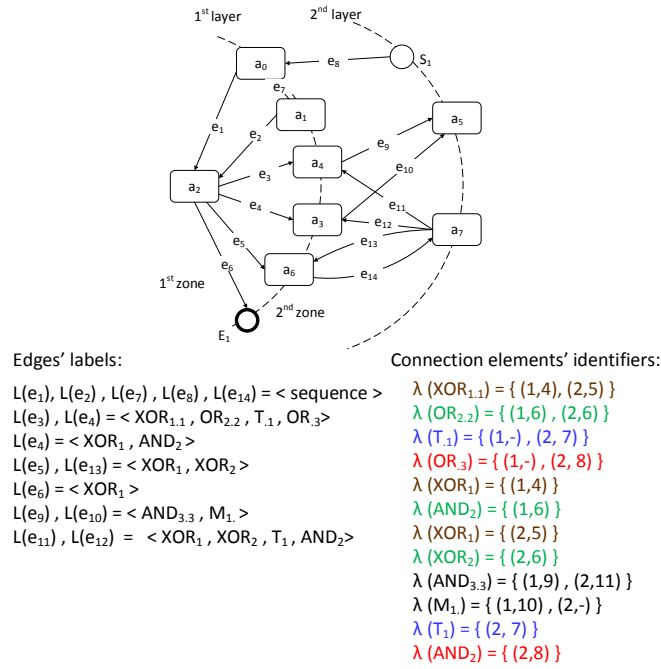 1st layer
2nd layer
a0
e8
S1
e7
a1
a5
e1
e2
e9
a4
e3
e10
a2
e4
e11
a3
e12
a7
e5
e13
e6
a6
e14
1st zone
2nd zone
E1
Edges' labels:
L(e1), L(e2) , L(e7) , L(e8) , L(e14) = < sequence >
L(e3) , L(e4) = < XOR1.1 , OR2.2 , T.1 , OR.3 >
L(e4) = < XOR1 , AND2 >
L(e5) , L(e13) = < XOR1 , XOR2 >
L(e6) = < XOR1 >
L(e9) , L(e10) = < AND3.3 , M1. >
L(e11) , L(e12) = < XOR1 , XOR2 , T1 , AND2>
Connection elements' identifiers:
λ (XOR1.1) = { (1,4), (2,5) }
λ (OR2.2) = { (1,6) , (2,6) }
λ (T.1) = { (1,-) , (2, 7) }
λ (OR.3) = { (1,-) , (2, 8) }
λ (XOR1) = { (1,4) }
λ (AND2) = { (1,6) }
λ (XOR1) = { (2,5) }
λ (XOR2) = { (2,6) }
λ (AND3.3) = { (1,9) , (2,11) }
λ (M1.) = { (1,10) , (2,-) }
λ (T1) = { (2, 7) }
λ (AND2) = { (2,8) }